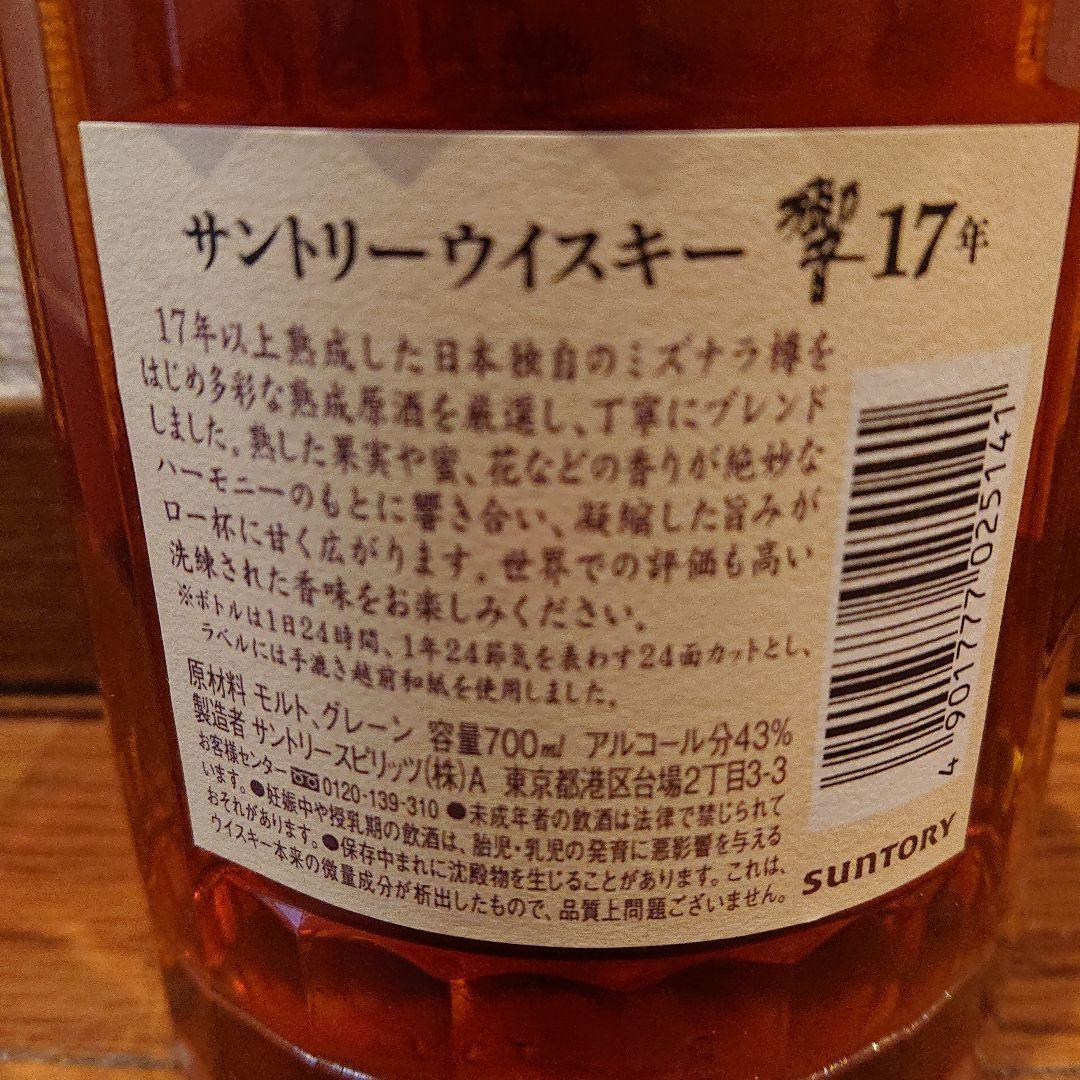 サントリーウイスキー 響 17年
17年以上熟成した日本独自のミズナラ樽を
はじめ多彩な熟成原酒を厳選し、丁寧にブレンド
しました。熟した果実や蜜、花などの香りが絶妙な
ハーモニーのもとに響き合い、凝縮した旨みが
口一杯に甘く広がります。世界での評価も高い
洗練された香味をお楽しみください。
※ボトルは1日24時間、1年24節気を表わす24面カットとし、
ラベルには手漉き越前和紙を使用しました。
原材料 モルト、グレーン 容量700ml アルコール分43%
製造者 サントリースピリッツ(株)A 東京都港区台場2丁目3-3
お客様センター 0120-139-310 ●未成年者の飲酒は法律で禁じられて
います。●妊娠中や授乳期の飲酒は、胎児・乳児の発育に悪影響を与える
おそれがあります。●保存中まれに沈殿物を生じることがあります。これは、
ウイスキー本来の微量成分が析出したもので、品質上問題ございません。
4 901777 025141
SUNTORY